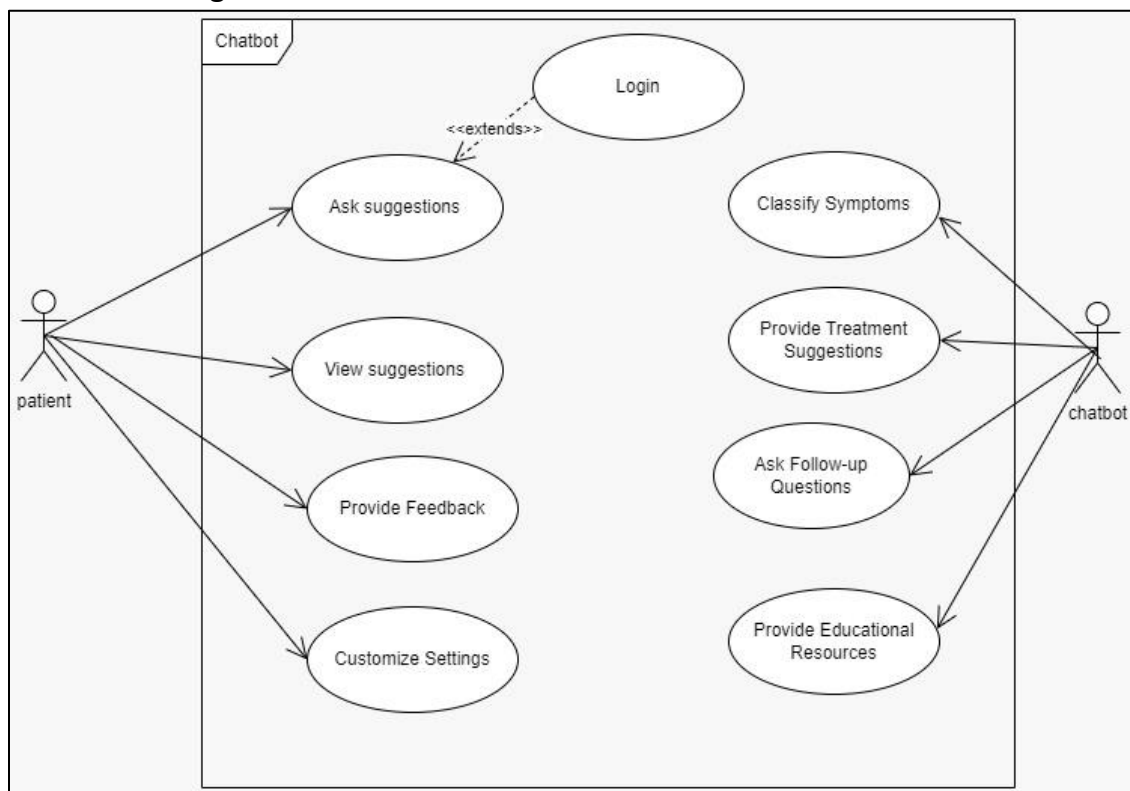 Chatbot
Login
<<extends>>
Ask suggestions
Classify Symptoms
Provide Treatment
Suggestions
View suggestions
patient
chatbot
Ask Follow-up
Questions
Provide Feedback
Provide Educational
Resources
Customize Settings